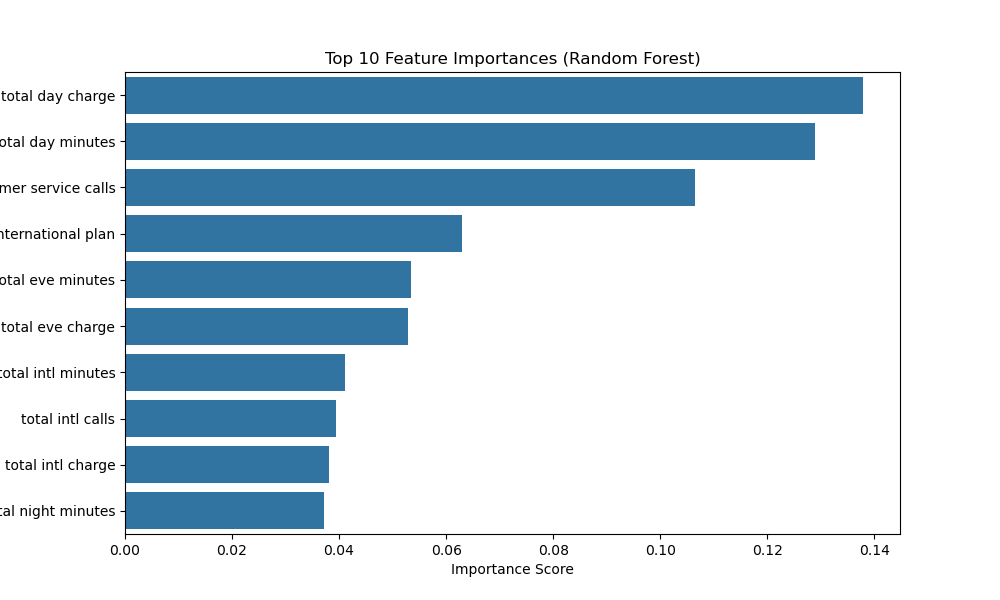 Top 10 Feature Importances (Random Forest)
total day charge
otal day minutes
mer service calls
nternational plan
otal eve minutes
total eve charge
total intl minutes
total intl calls
total intl charge
tal night minutes
0.00 0.02 0.04 0.06 0.08 0.10 0.12 0.14
Importance Score